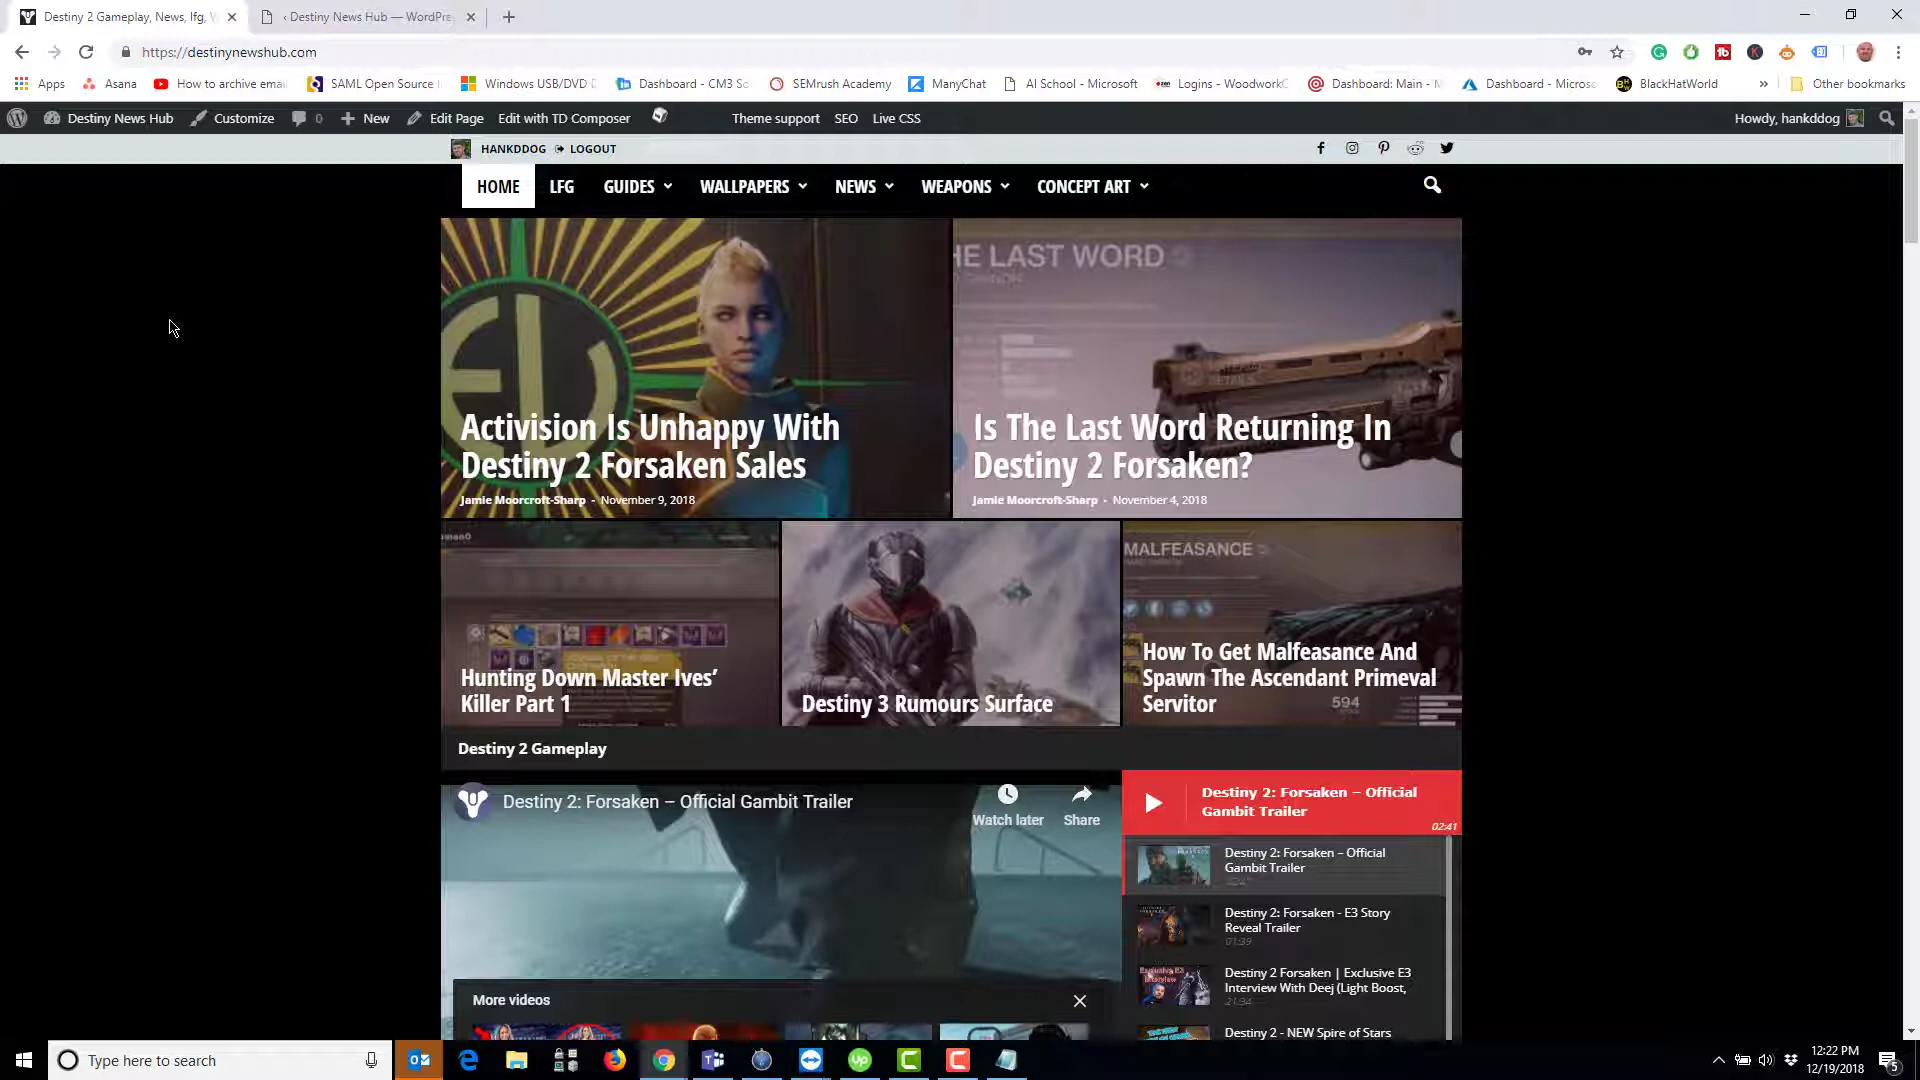 Destiny 2 Gameplay, News, lfg,
‹ Destiny News Hub — WordPre
https://destinynewshub.com
Apps
Asana
How to archive emai
SAML Open Source I
Windows USB/DVD
Dashboard - CM3 So
SEMrush Academy
ManyChat
AI School - Microsoft
Logins - Woodwork
Dashboard: Main - M
Dashboard - Micros
BlackHatWorld
»
Other bookmarks
Destiny News Hub
Customize
0
New
Edit Page
Edit with TD Composer
Theme support
SEO
Live CSS
Howdy, hankddog
HANKDDOG
LOGOUT
HOME
LFG
GUIDES
WALLPAPERS
NEWS
WEAPONS
CONCEPT ART
HE LAST WORD
Activision Is Unhappy With
Destiny 2 Forsaken Sales
Jamie Moorcroft-Sharp - November 9, 2018
Is The Last Word Returning In
Destiny 2 Forsaken?
Jamie Moorcroft-Sharp - November 4, 2018
Hunting Down Master Ives'
Killer Part 1
Destiny 3 Rumours Surface
MALFEASANCE
How To Get Malfeasance And
Spawn The Ascendant Primeval
Servitor
594
Destiny 2 Gameplay
Destiny 2: Forsaken – Official Gambit Trailer
Watch later
Share
Destiny 2: Forsaken – Official
Gambit Trailer
02:41
Destiny 2: Forsaken – Official
Gambit Trailer
02:41
Destiny 2: Forsaken - E3 Story
Reveal Trailer
01:39
Destiny 2 Forsaken | Exclusive E3
Interview With Deej (Light Boost,
21:34
Destiny 2 - NEW Spire of Stars
More videos
Type here to search
12:22 PM
12/19/2018
5